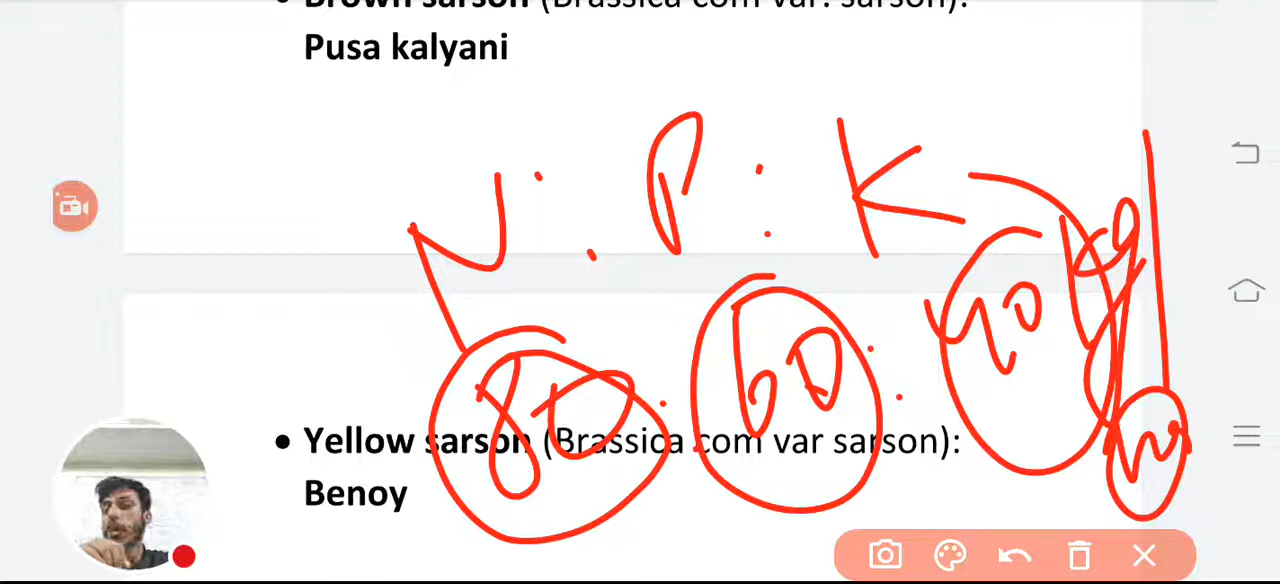 • Brown sarson (Brassica com var. sarson):
Pusa kalyani
N : P : K
80 : 60 : 40 kg/ha
• Yellow sarson (Brassica com var sarson):
Benoy